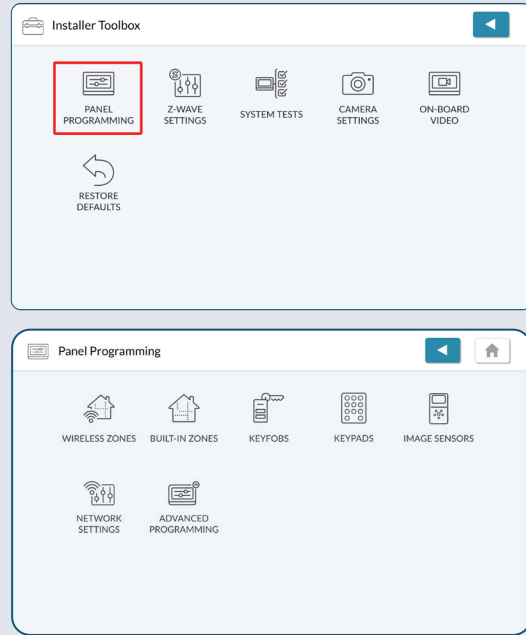 Installer Toolbox
PANEL
PROGRAMMING
Z-WAVE
SETTINGS
SYSTEM TESTS
CAMERA
SETTINGS
ON-BOARD
VIDEO
RESTORE
DEFAULTS
Panel Programming
WIRELESS ZONES
BUILT-IN ZONES
KEYFOBS
KEYPADS
IMAGE SENSORS
NETWORK
SETTINGS
ADVANCED
PROGRAMMING